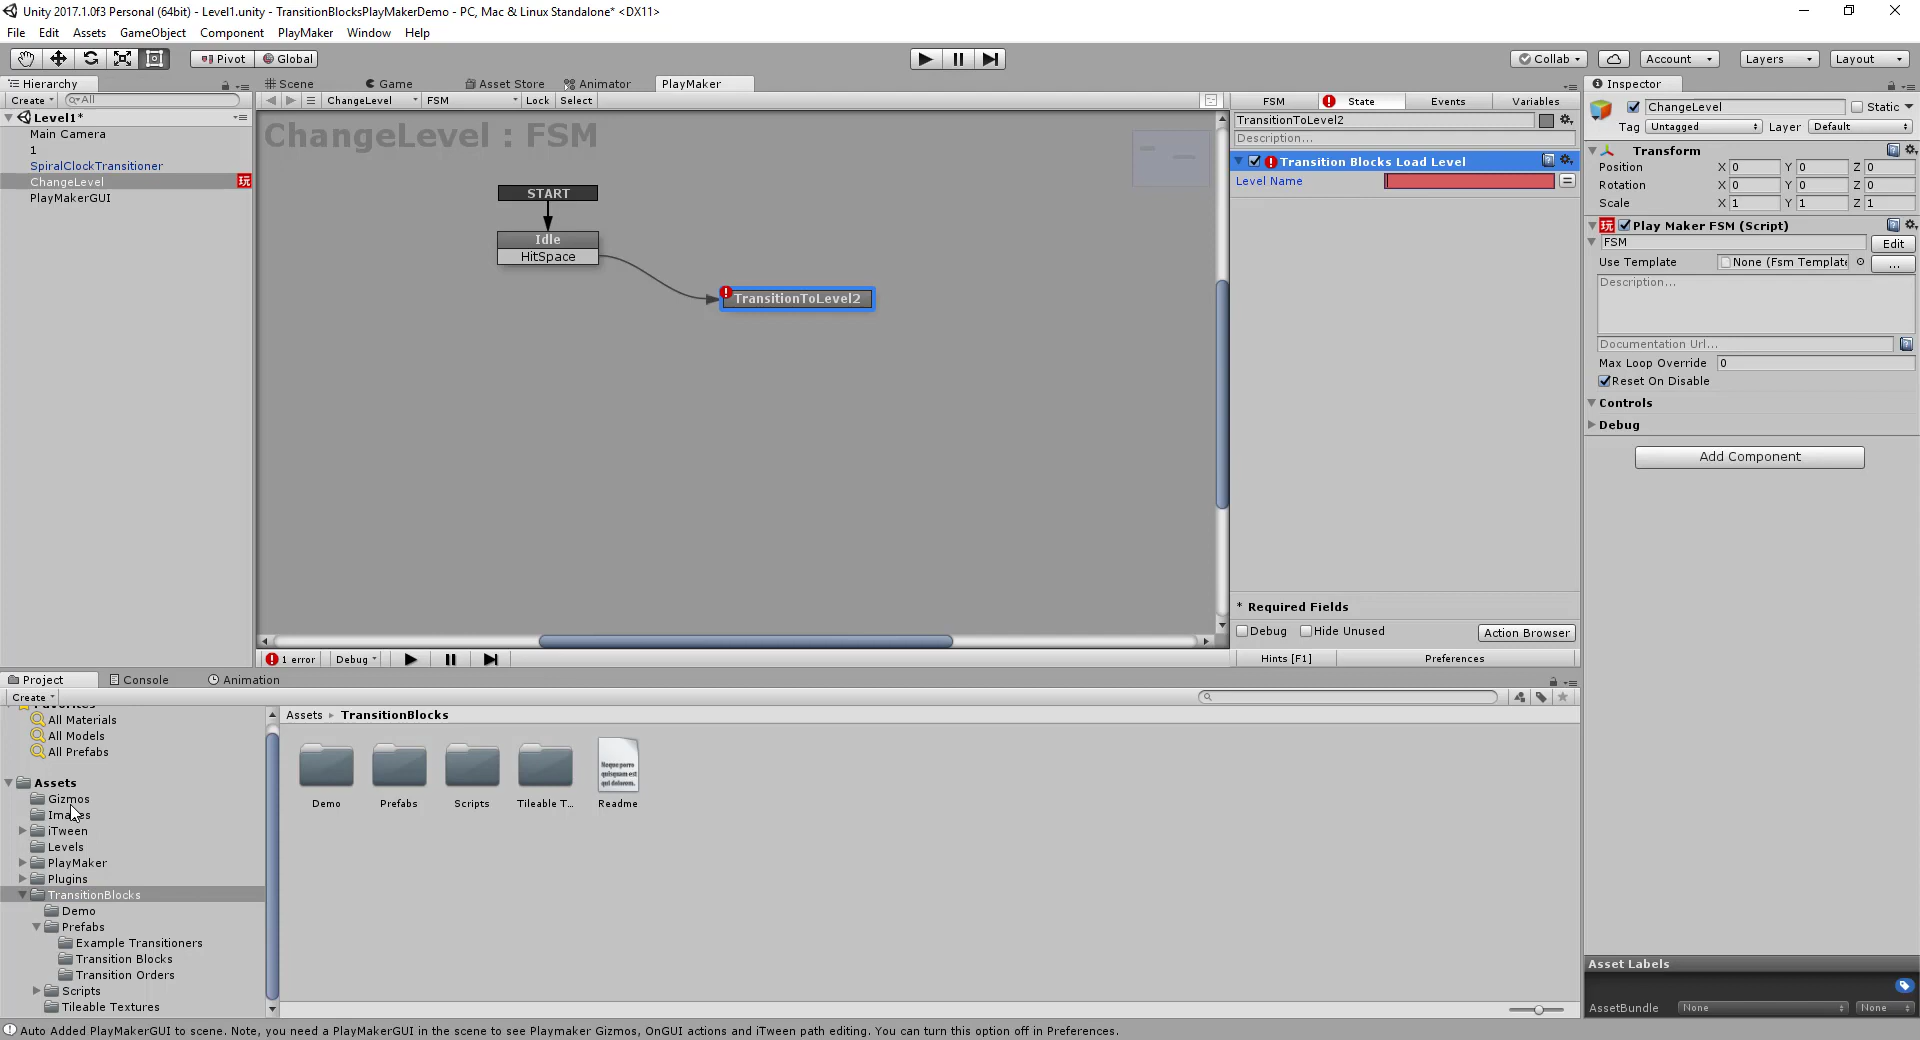 Unity 2017.1.0f3 Personal (64bit) - Level1.unity - TransitionBlocksPlayMakerDemo - PC, Mac & Linux Standalone* <DX11>
File Edit Assets GameObject Component PlayMaker Window Help
Pivot Global Collab Account Layers Layout
Hierarchy Scene Game Asset Store Animator PlayMaker Inspector
Create All ChangeLevel FSM Lock Select FSM State Events Variables
Level1*
Main Camera
1
SpiralClockTransitioner
ChangeLevel 玩
PlayMakerGUI
ChangeLevel : FSM
START
Idle
HitSpace
TransitionToLevel2
TransitionToLevel2
Description...
Transition Blocks Load Level
Level Name
* Required Fields
Debug Hide Unused Action Browser
Hints [F1] Preferences
1 error Debug
ChangeLevel Static
Tag Untagged Layer Default
Transform
Position X 0 Y 0 Z 0
Rotation X 0 Y 0 Z 0
Scale X 1 Y 1 Z 1
玩 Play Maker FSM (Script)
FSM Edit
Use Template None (Fsm Template ...
Description...
Documentation Url...
Max Loop Override 0
Reset On Disable
Controls
Debug
Add Component
Asset Labels
AssetBundle None None
Project Console Animation
Create
Favorites
All Materials
All Models
All Prefabs
Assets
Gizmos
Images
iTween
Levels
PlayMaker
Plugins
TransitionBlocks
Demo
Prefabs
Example Transitioners
Transition Blocks
Transition Orders
Scripts
Tileable Textures
Assets TransitionBlocks
Neque porro
quisquam est
qui dolorem.
Demo Prefabs Scripts Tileable T... Readme
Auto Added PlayMakerGUI to scene. Note, you need a PlayMakerGUI in the scene to see Playmaker Gizmos, OnGUI actions and iTween path editing. You can turn this option off in Preferences.